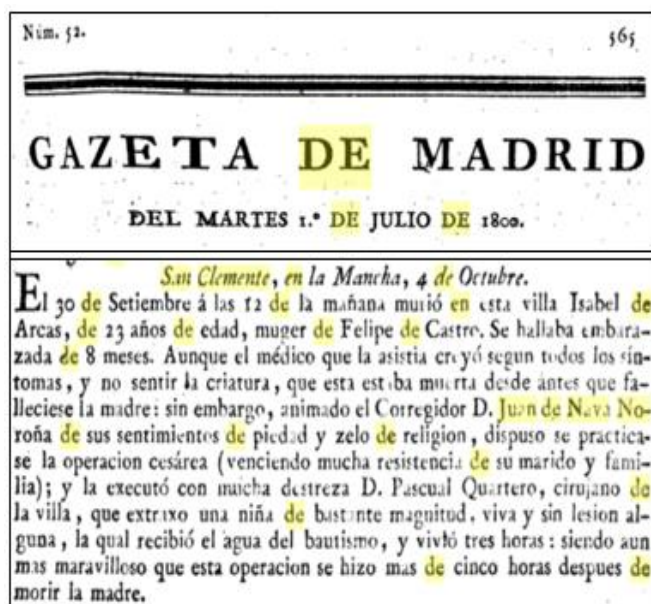 Núm. 52.
565
GAZETA DE MADRID
DEL MARTES 1.º DE JULIO DE 1800.
San Clemente, en la Mancha, 4 de Octubre.
El 30 de Setiembre á las 12 de la mañana murió en esta villa Isabel de
Arcas, de 23 años de edad, muger de Felipe de Castro. Se hallaba embara-
zada de 8 meses. Aunque el médico que la asistia creyó segun todos los sin-
tomas, y no sentir la criatura, que esta estaba muerta desde ántes que fa-
lleciese la madre: sin embargo, animado el Corregidor D. Juan de Nava No-
roña de sus sentimientos de piedad y zelo de religion, dispuso se practica-
se la operacion cesárea (venciendo mucha resistencia de su marido y fami-
lia); y la executó con mucha destreza D. Pascual Quartero, cirujano de
la villa, que extraxo una niña de bastante magnitud, viva y sin lesion al-
guna, la qual recibió el agua del bautismo, y vivió tres horas: siendo aun
mas maravilloso que esta operacion se hizo mas de cinco horas despues de
morir la madre.